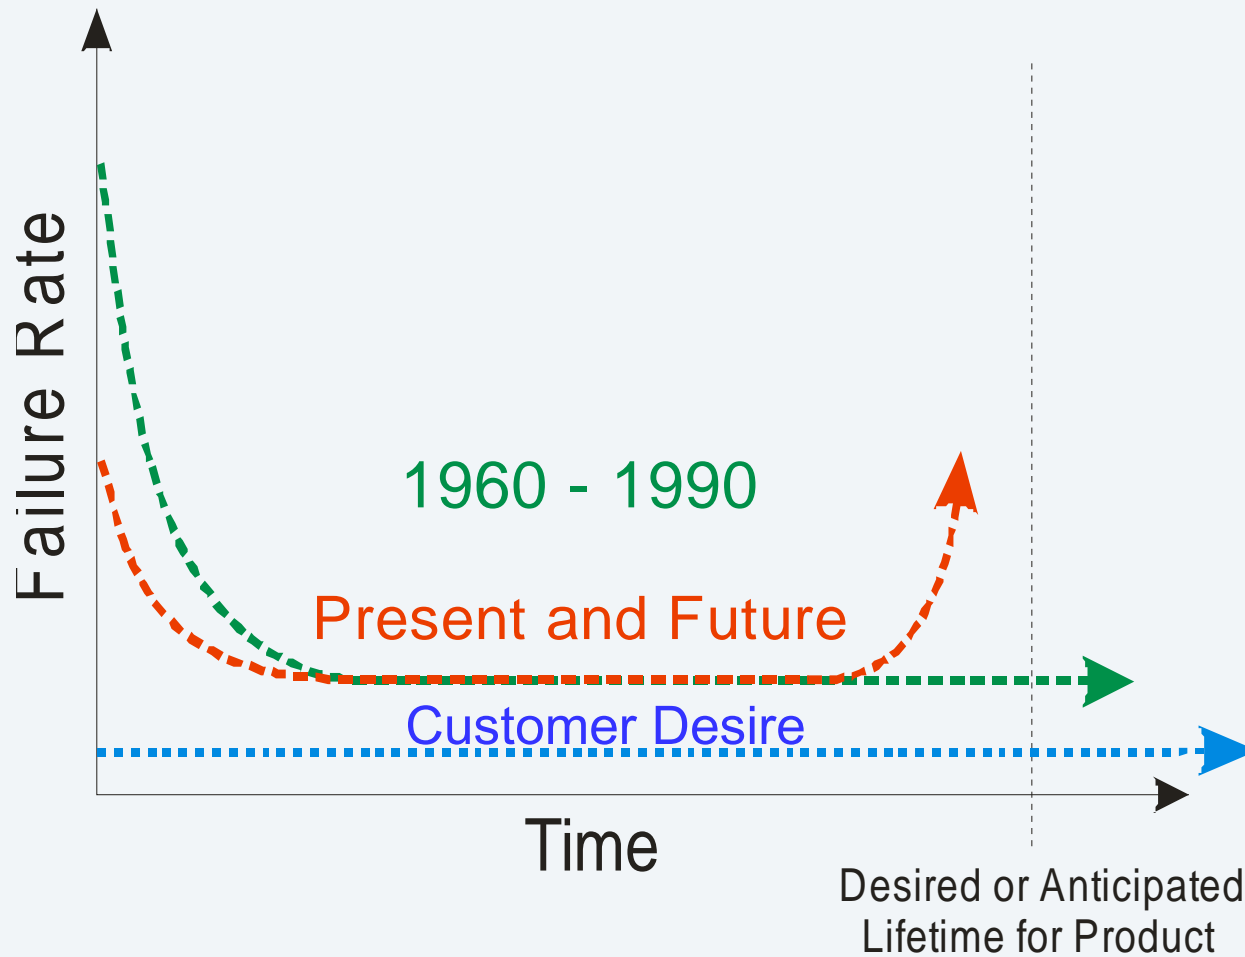 Failure Rate
1960 - 1990
Present and Future
Customer Desire
Time
Desired or Anticipated
Lifetime for Product